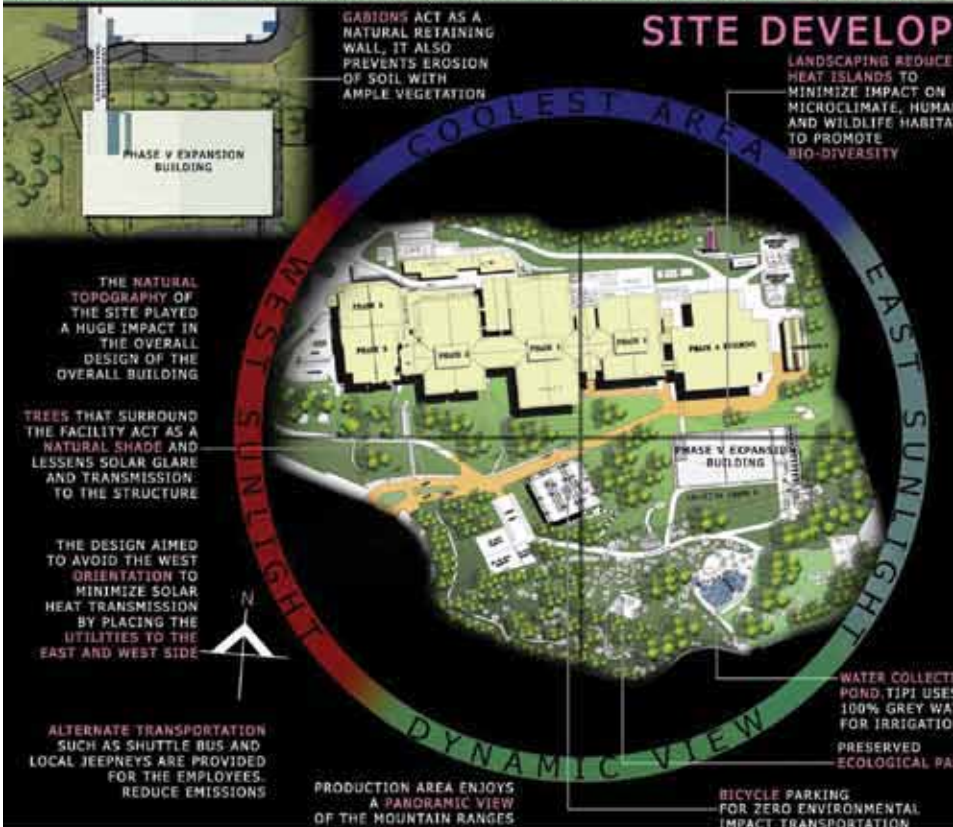 SITE DEVELOP
GABIONS ACT AS A
NATURAL RETAINING
WALL, IT ALSO
PREVENTS EROSION
OF SOIL WITH
AMPLE VEGETATION
LANDSCAPING REDUCE
HEAT ISLANDS TO
MINIMIZE IMPACT ON
MICROCLIMATE, HUMA
AND WILDLIFE HABITA
TO PROMOTE
BIO-DIVERSITY
PHASE V EXPANSION
BUILDING
COOLEST AREA
WEST SUNLIGHT
EAST SUNLIGHT
DYNAMIC VIEW
THE NATURAL
TOPOGRAPHY OF
THE SITE PLAYED
A HUGE IMPACT IN
THE OVERALL
DESIGN OF THE
OVERALL BUILDING
TREES THAT SURROUND
THE FACILITY ACT AS A
NATURAL SHADE AND
LESSENS SOLAR GLARE
AND TRANSMISSION
TO THE STRUCTURE
PHASE V EXPANSIO
BUILDING
THE DESIGN AIMED
TO AVOID THE WEST
ORIENTATION TO
MINIMIZE SOLAR
HEAT TRANSMISSION
BY PLACING THE
UTILITIES TO THE
EAST AND WEST SIDE
N
ALTERNATE TRANSPORTATION
SUCH AS SHUTTLE BUS AND
LOCAL JEEPNEYS ARE PROVIDED
FOR THE EMPLOYEES.
REDUCE EMISSIONS
PRODUCTION AREA ENJOYS
A PANORAMIC VIEW
OF THE MOUNTAIN RANGES
WATER COLLECTI
POND.TIPI USES
100% GREY WA
FOR IRRIGATIO
PRESERVED
ECOLOGICAL PA
BICYCLE PARKING
FOR ZERO ENVIRONMENTAL
IMPACT TRANSPORTATION